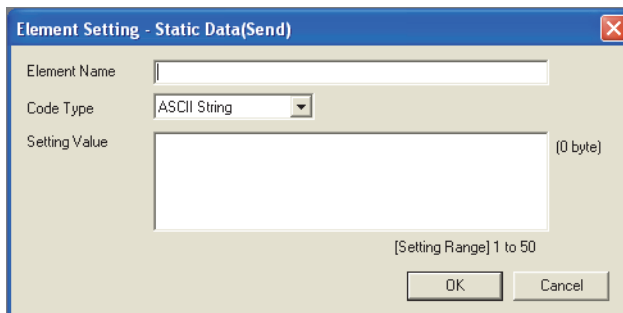 Element Setting - Static Data(Send)
Element Name
Code Type ASCII String
Setting Value (0 byte)
[Setting Range] 1 to 50
OK Cancel